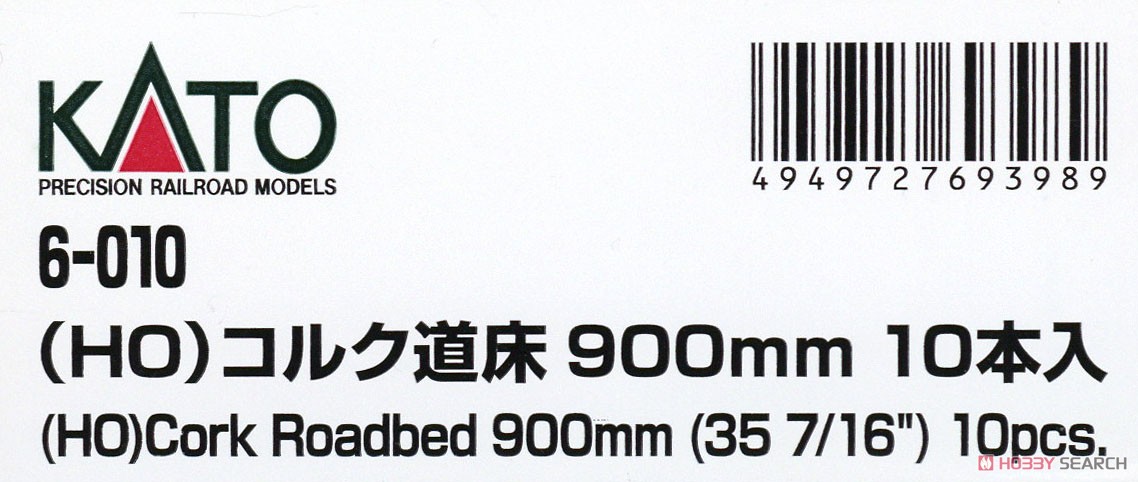 KATO
PRECISION RAILROAD MODELS
4949727693989
6-010
(HO)コルク道床 900mm 10本入
(HO)Cork Roadbed 900mm (35 7/16") 10pcs.
HOBBY SEARCH